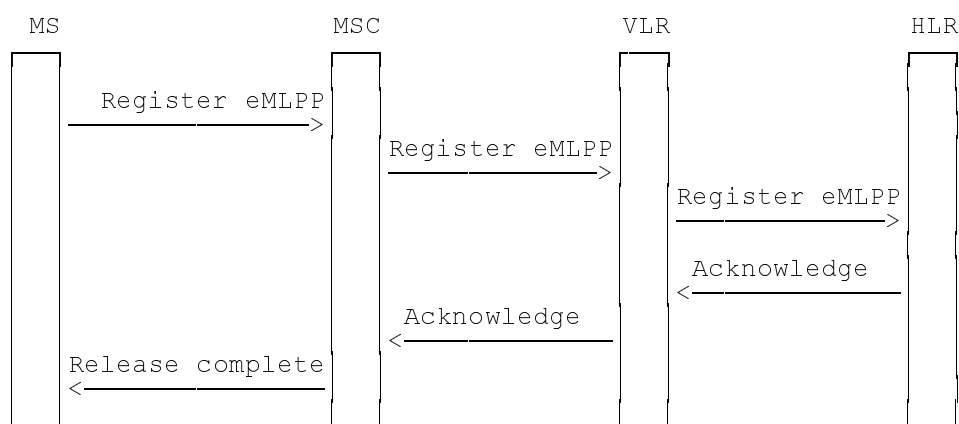 MS MSC VLR HLR
Register eMLPP
Register eMLPP
Register eMLPP
Acknowledge
Acknowledge
Release complete